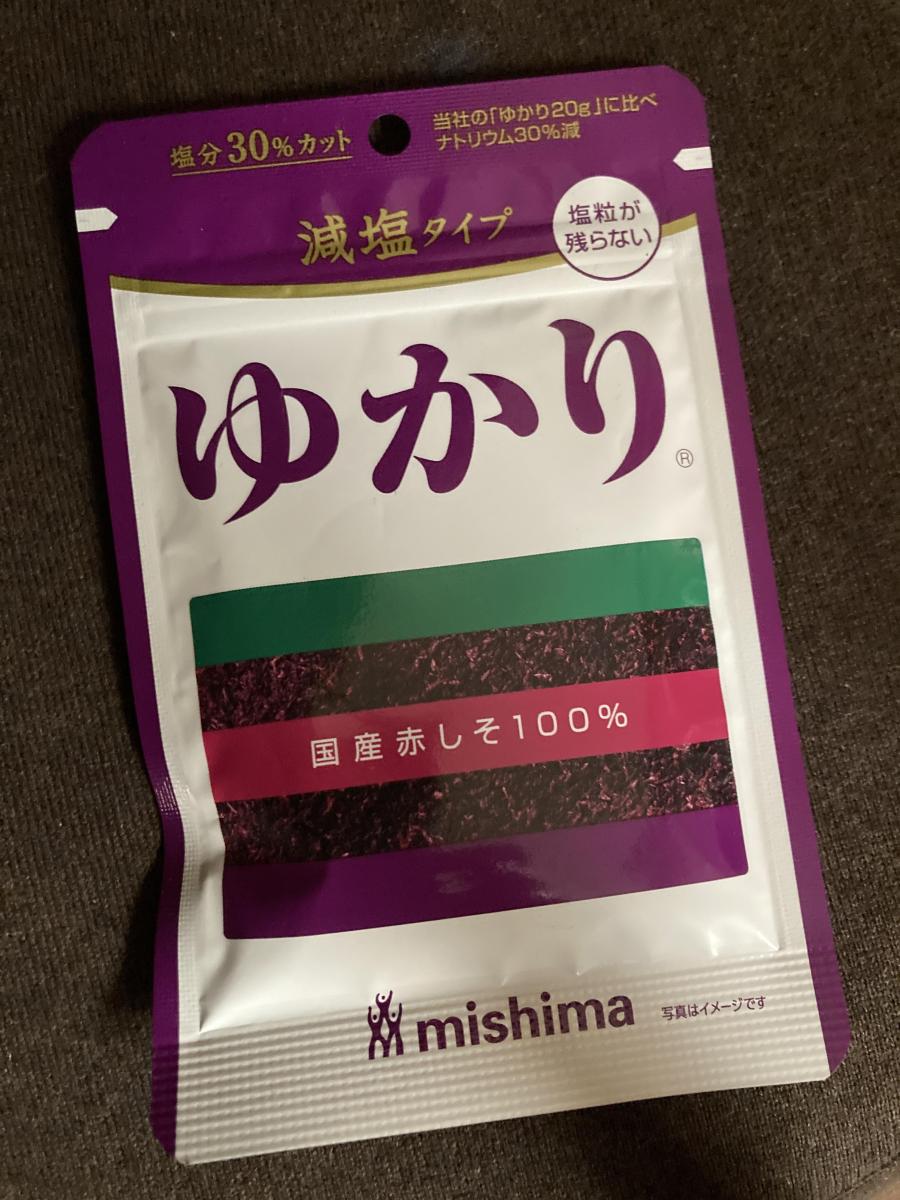 塩分30%カット
当社の「ゆかり20g」に比べ
ナトリウム30%減
減塩タイプ
塩粒が
残らない
ゆかり®
国産赤しそ100%
mishima
写真はイメージです